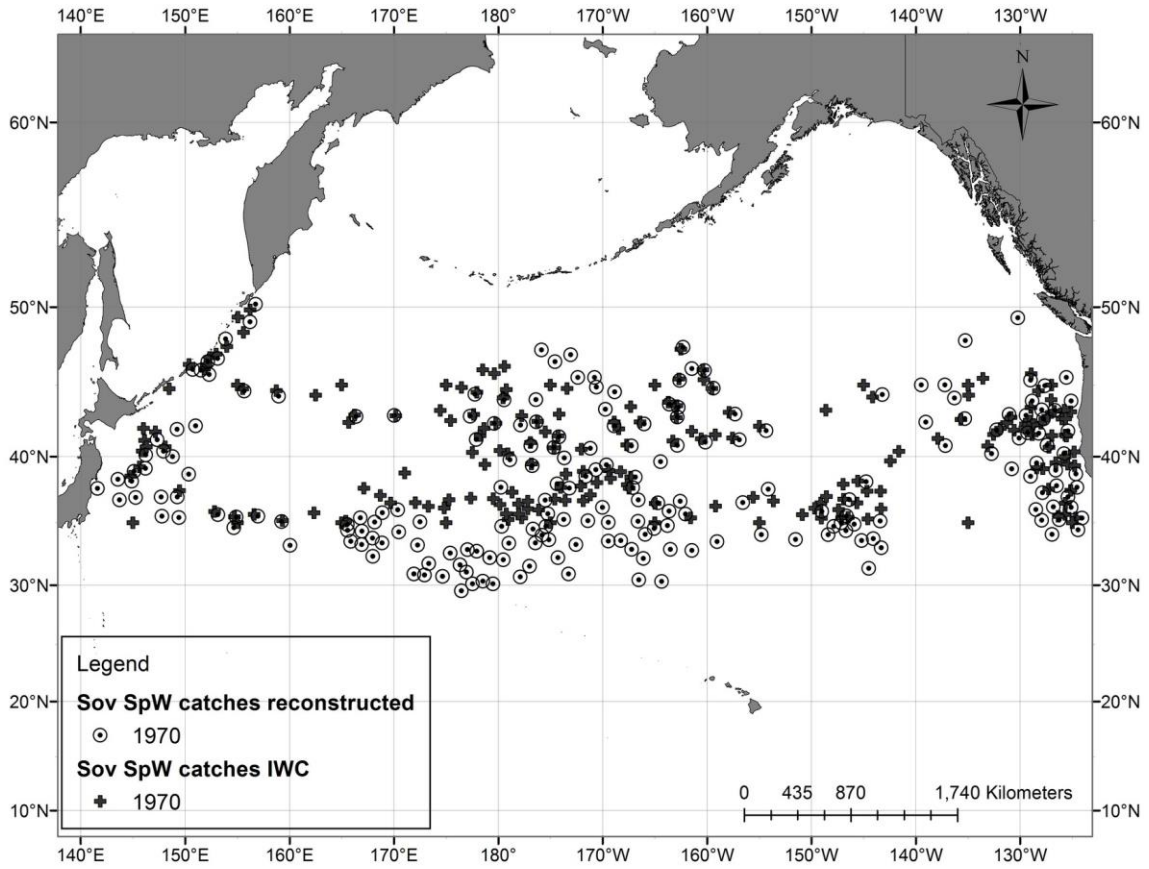 140°E 150°E 160°E 170°E 180° 170°W 160°W 150°W 140°W 130°W
N
60°N 60°N
50°N 50°N
40°N 40°N
30°N 30°N
Legend
Sov SpW catches reconstructed
20°N 20°N
1970
Sov SpW catches IWC
0 435 870 1,740 Kilometers
1970
10°N 10°N
140°E 150°E 160°E 170°E 180° 170°W 160°W 150°W 140°W 130°W